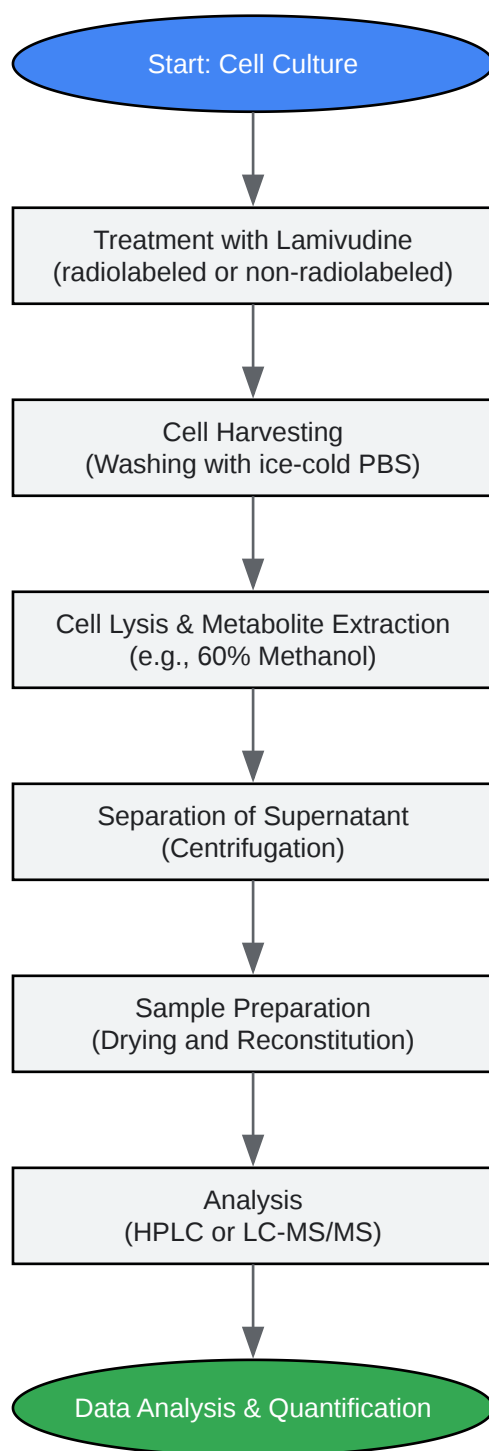 Start: Cell Culture
Treatment with Lamivudine
(radiolabeled or non-radiolabeled)
Cell Harvesting
(Washing with ice-cold PBS)
Cell Lysis & Metabolite Extraction
(e.g., 60% Methanol)
Separation of Supernatant
(Centrifugation)
Sample Preparation
(Drying and Reconstitution)
Analysis
(HPLC or LC-MS/MS)
Data Analysis & Quantification